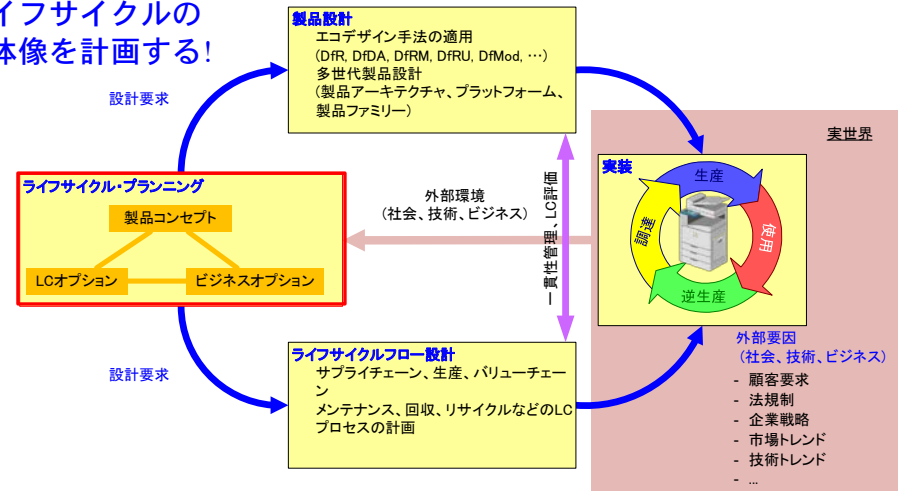 イフサイクルの
体像を計画する!
設計要求
製品設計
エコデザイン手法の適用
(DfR, DfDA, DfRM, DfRU, DfMod, …)
多世代製品設計
(製品アーキテクチャ、プラットフォーム、
製品ファミリー)
実世界
ライフサイクル・プランニング
製品コンセプト
LCオプション
ビジネスオプション
外部環境
(社会、技術、ビジネス)
一貫性管理、LC評価
実装
生産
使用
逆生産
調達
設計要求
ライフサイクルフロー設計
サプライチェーン、生産、バリューチェー
ン
メンテナンス、回収、リサイクルなどのLC
プロセスの計画
外部要因
(社会、技術、ビジネス)
- 顧客要求
- 法規制
- 企業戦略
- 市場トレンド
- 技術トレンド
- ...